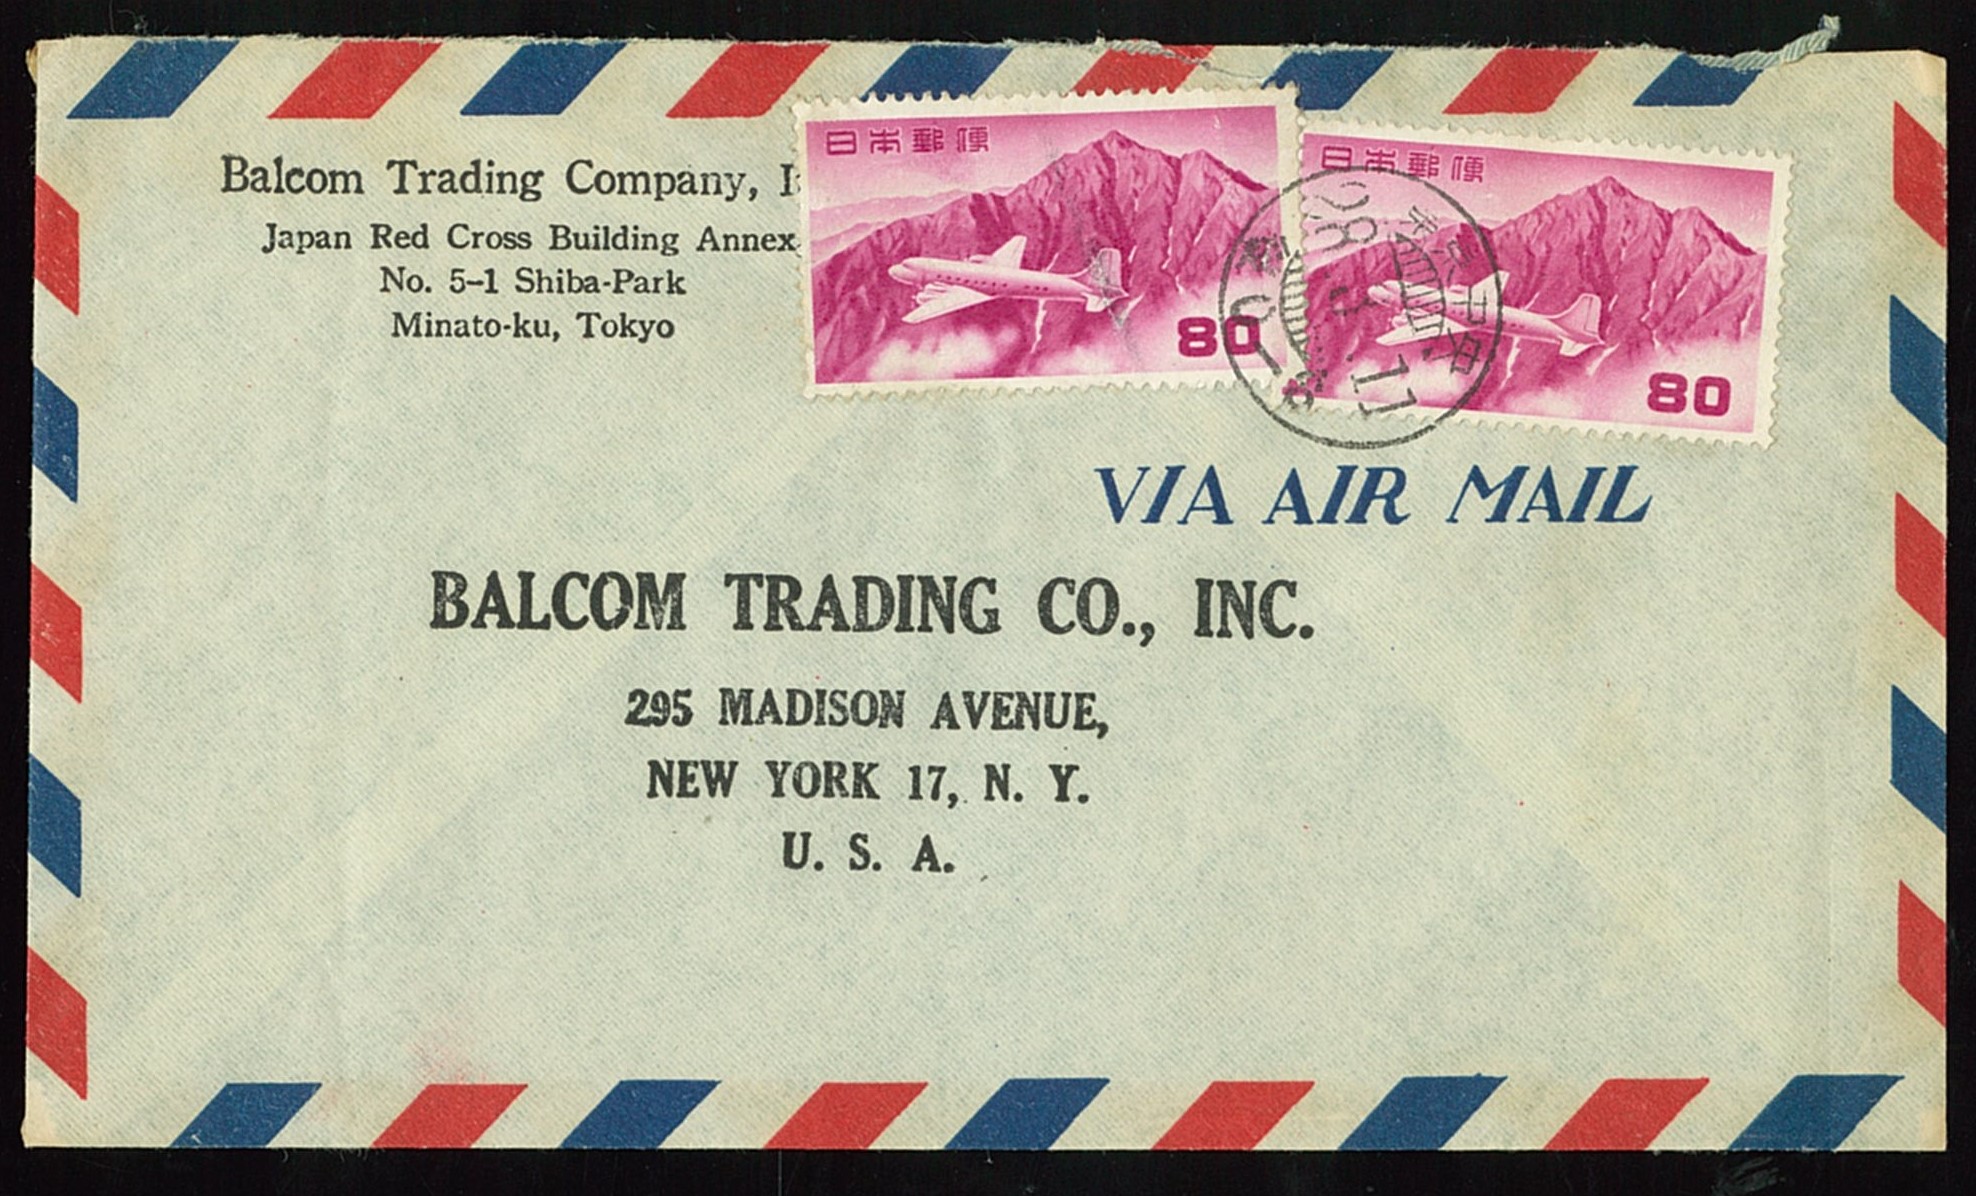 Balcom Trading Company, I
Japan Red Cross Building Annex
No. 5-1 Shiba-Park
Minato-ku, Tokyo
日本郵便
80
日本郵便
80
28
VIA AIR MAIL
BALCOM TRADING CO., INC.
295 MADISON AVENUE,
NEW YORK 17, N. Y.
U. S. A.